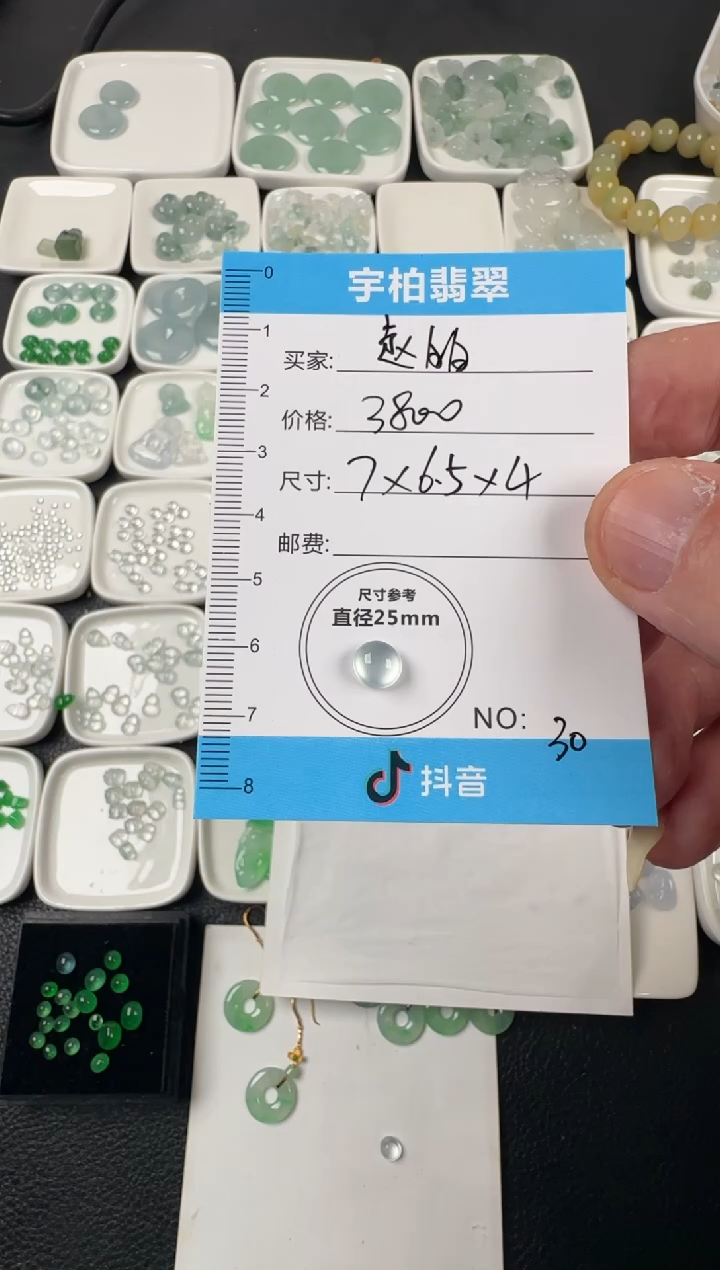 宇柏翡翠
0
1
2
3
4
5
6
7
8
买家:
价格: 3800
尺寸: 7×6.5×4
邮费:
尺寸参考
直径25mm
NO: 30
抖音